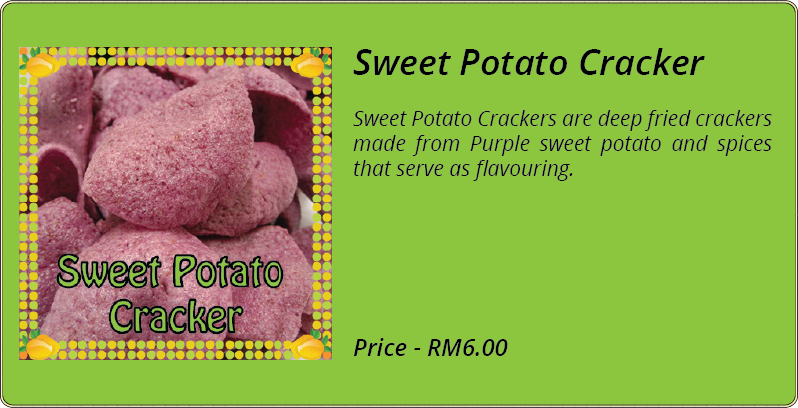 Sweet Potato Cracker
Sweet Potato Crackers are deep fried crackers
made from Purple sweet potato and spices
that serve as flavouring.
Sweet Potato
Cracker
Price - RM6.00